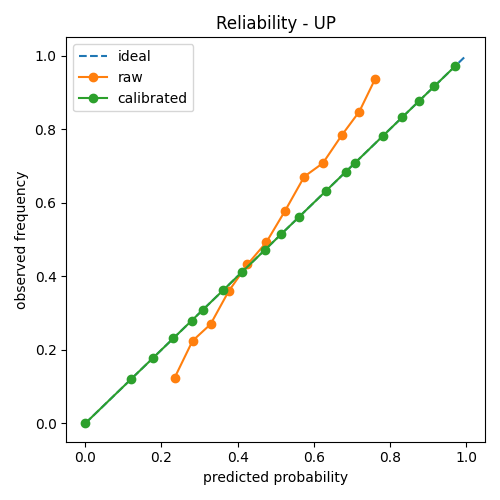 Reliability - UP
ideal
raw
calibrated
observed frequency
1.0
0.8
0.6
0.4
0.2
0.0
0.0 0.2 0.4 0.6 0.8 1.0
predicted probability